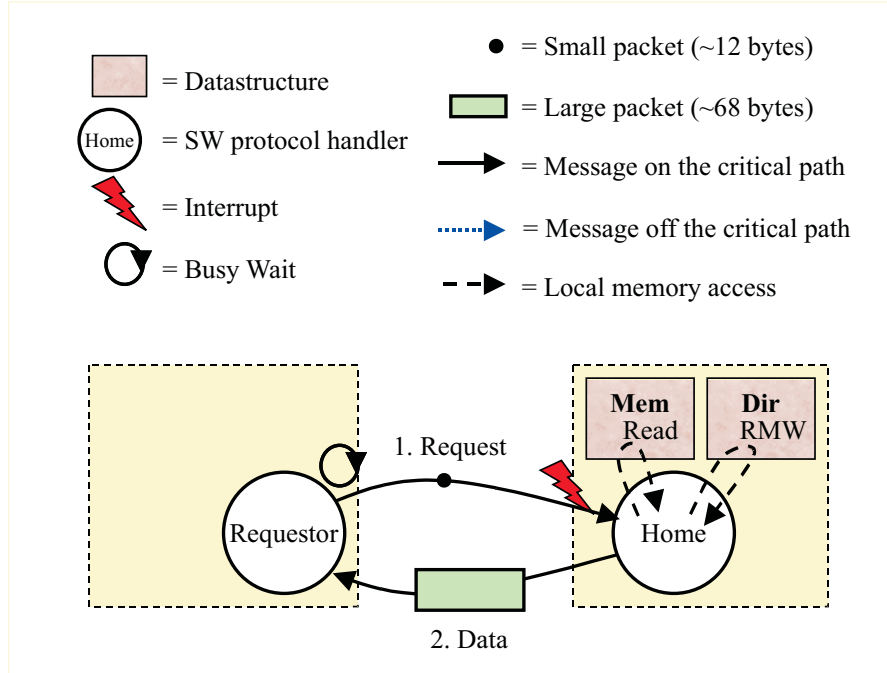 = Datastructure
Home
= SW protocol handler
= Interrupt
= Busy Wait
= Small packet (~12 bytes)
= Large packet (~68 bytes)
= Message on the critical path
= Message off the critical path
= Local memory access
Requestor
1. Request
2. Data
Mem
Read
Dir
RMW
Home